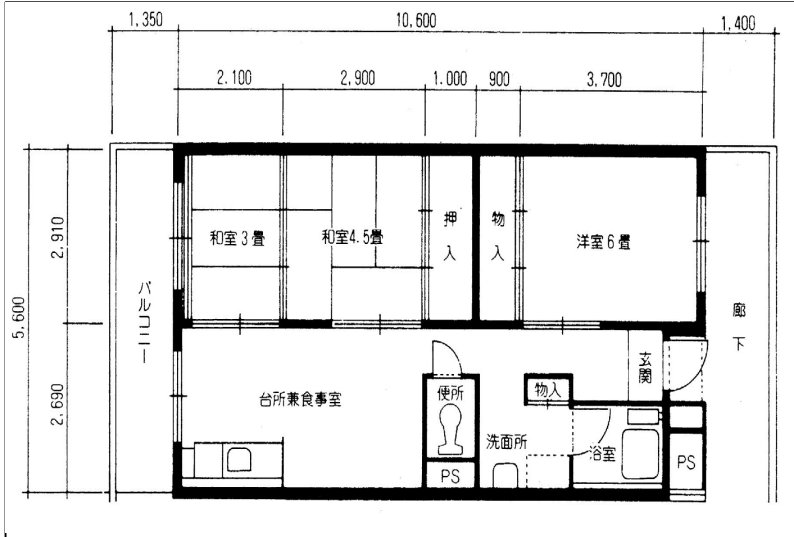 1,350
10,600
1,400
2.100
2,900
1.000
900
3.700
5,600
2,910
2,690
バルコニー
和室3畳
和室4.5畳
押入
物入
洋室6畳
廊下
台所兼食事室
便所
物入
玄関
洗面所
浴室
PS
PS